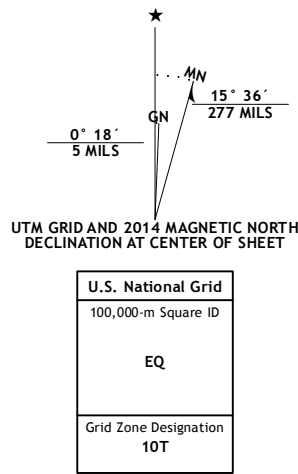 ★
MN
GN
15° 36´
277 MILS
0° 18´
5 MILS
UTM GRID AND 2014 MAGNETIC NORTH
DECLINATION AT CENTER OF SHEET
U.S. National Grid
100,000-m Square ID
EQ
Grid Zone Designation
10T